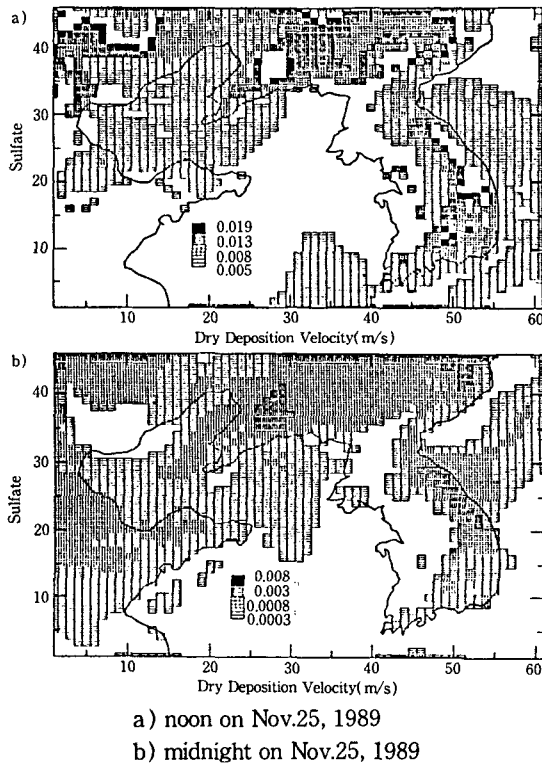 a)
40
30
20
10
Sulfate
0.019
0.013
0.008
0.005
10 20 30 40 50 60
Dry Deposition Velocity(m/s)
b)
40
30
20
10
Sulfate
0.008
0.003
0.0008
0.0003
10 20 30 40 50 60
Dry Deposition Velocity(m/s)
a) noon on Nov.25, 1989
b) midnight on Nov.25, 1989